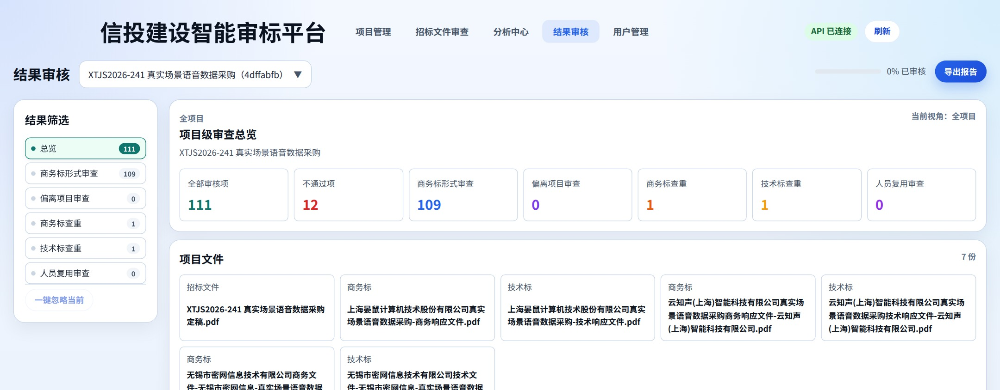 信投建设智能审标平台
项目管理
招标文件审查
分析中心
结果审核
用户管理
API 已连接
刷新
结果审核
XTJS2026-241 真实场景语音数据采购（4dffabfb） ▼
0% 已审核
导出报告
结果筛选
总览 111
商务标形式审查 109
偏离项目审查 0
商务标查重 1
技术标查重 1
人员复用审查 0
一键忽略当前
全项目
当前视角：全项目
项目级审查总览
XTJS2026-241 真实场景语音数据采购
全部审核项
111
不通过项
12
商务标形式审查
109
偏离项目审查
0
商务标查重
1
技术标查重
1
人员复用审查
0
项目文件
7 份
招标文件
XTJS2026-241 真实场景语音数据采购
定稿.pdf
商务标
上海晏鼠计算机技术股份有限公司真实
场景语音数据采购-商务响应文件.pdf
技术标
上海晏鼠计算机技术股份有限公司真实
场景语音数据采购-技术响应文件.pdf
商务标
云知声(上海)智能科技有限公司真实场
景语音数据采购商务响应文件-云知声
(上海)智能科技有限公司.pdf
技术标
云知声(上海)智能科技有限公司真实场
景语音数据采购技术响应文件-云知声
(上海)智能科技有限公司.pdf
商务标
无锡市密网信息技术有限公司商务文
件-无锡市密网信息-真实场景语音数据
技术标
无锡市密网信息技术有限公司技术文
件-无锡市密网信息-真实场景语音数据